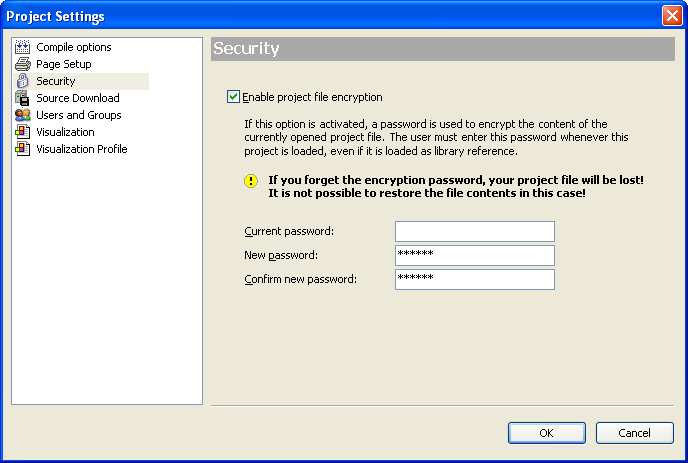 Project Settings
Compile options
Page Setup
Security
Source Download
Users and Groups
Visualization
Visualization Profile
Security
Enable project file encryption
If this option is activated, a password is used to encrypt the content of the
currently opened project file. The user must enter this password whenever this
project is loaded, even if it is loaded as library reference.
If you forget the encryption password, your project file will be lost!
It is not possible to restore the file contents in this case!
Current password:
New password: ******
Confirm new password: ******
OK Cancel